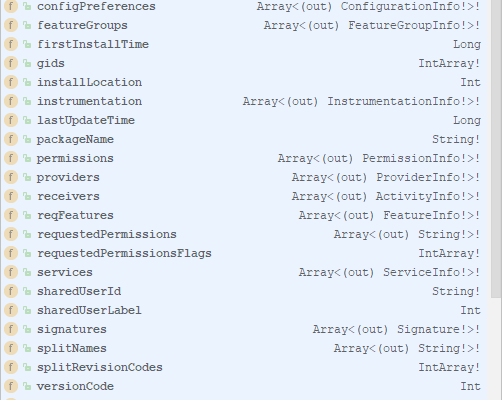 f configPreferences Array<(out) ConfigurationInfo!>!
f featureGroups Array<(out) FeatureGroupInfo!>!
f firstInstallTime Long
f gids IntArray!
f installLocation Int
f instrumentation Array<(out) InstrumentationInfo!>!
f lastUpdateTime Long
f packageName String!
f permissions Array<(out) PermissionInfo!>!
f providers Array<(out) ProviderInfo!>!
f receivers Array<(out) ActivityInfo!>!
f reqFeatures Array<(out) FeatureInfo!>!
f requestedPermissions Array<(out) String!>!
f requestedPermissionsFlags IntArray!
f services Array<(out) ServiceInfo!>!
f sharedUserId String!
f sharedUserLabel Int
f signatures Array<(out) Signature!>!
f splitNames Array<(out) String!>!
f splitRevisionCodes IntArray!
f versionCode Int